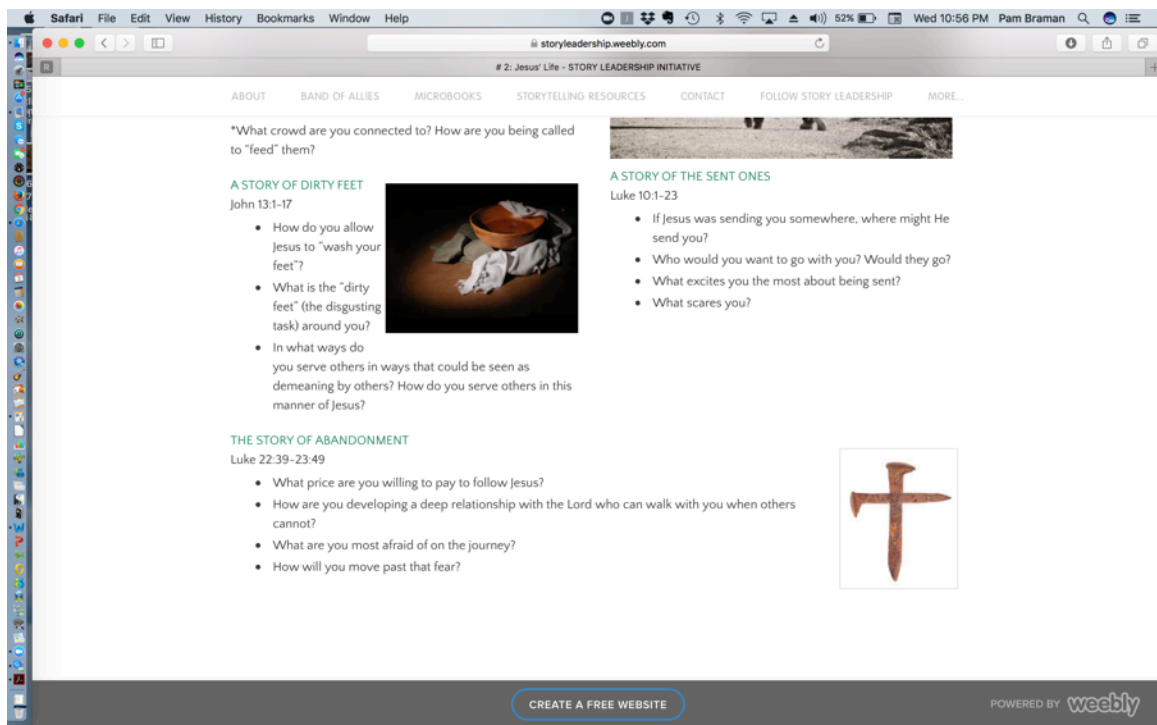 Safari File Edit View History Bookmarks Window Help 52% Wed 10:56 PM Pam Braman
storyleadership.weebly.com
# 2: Jesus' Life - STORY LEADERSHIP INITIATIVE
ABOUT BAND OF ALLIES MICROBOOKS STORYTELLING RESOURCES CONTACT FOLLOW STORY LEADERSHIP MORE...
*What crowd are you connected to? How are you being called
to "feed" them?
A STORY OF DIRTY FEET
John 13:1-17
• How do you allow
Jesus to "wash your
feet"?
• What is the "dirty
feet" (the disgusting
task) around you?
• In what ways do
you serve others in ways that could be seen as
demeaning by others? How do you serve others in this
manner of Jesus?
A STORY OF THE SENT ONES
Luke 10:1-23
• If Jesus was sending you somewhere, where might He
send you?
• Who would you want to go with you? Would they go?
• What excites you the most about being sent?
• What scares you?
THE STORY OF ABANDONMENT
Luke 22:39-23:49
• What price are you willing to pay to follow Jesus?
• How are you developing a deep relationship with the Lord who can walk with you when others
cannot?
• What are you most afraid of on the journey?
• How will you move past that fear?
CREATE A FREE WEBSITE
POWERED BY weebly